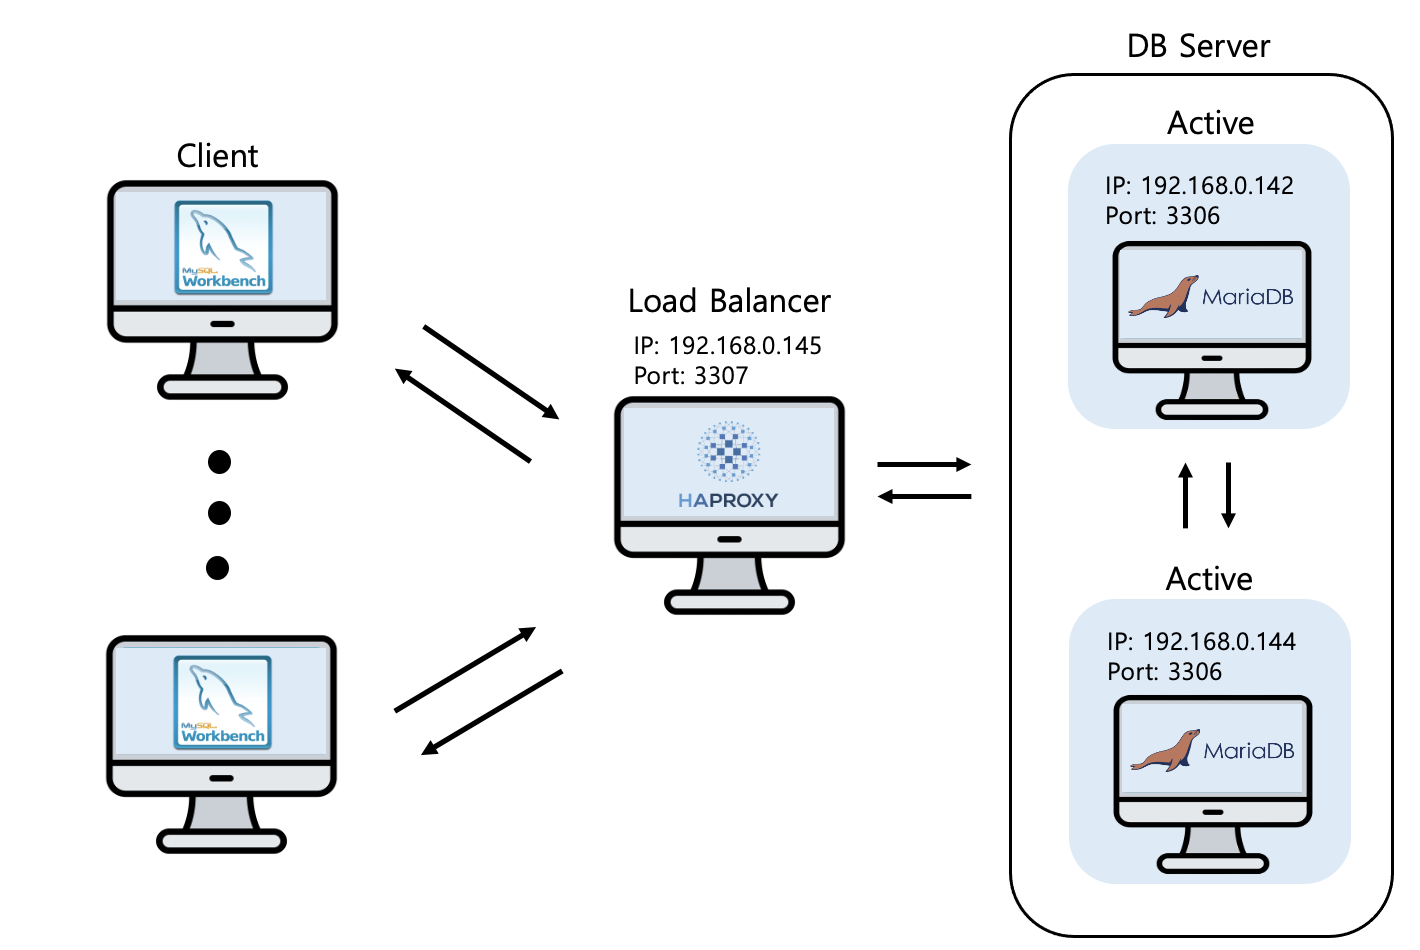 Client
MySQL
Workbench
MySQL
Workbench
Load Balancer
IP: 192.168.0.145
Port: 3307
HAPROXY
DB Server
Active
IP: 192.168.0.142
Port: 3306
MariaDB
Active
IP: 192.168.0.144
Port: 3306
MariaDB